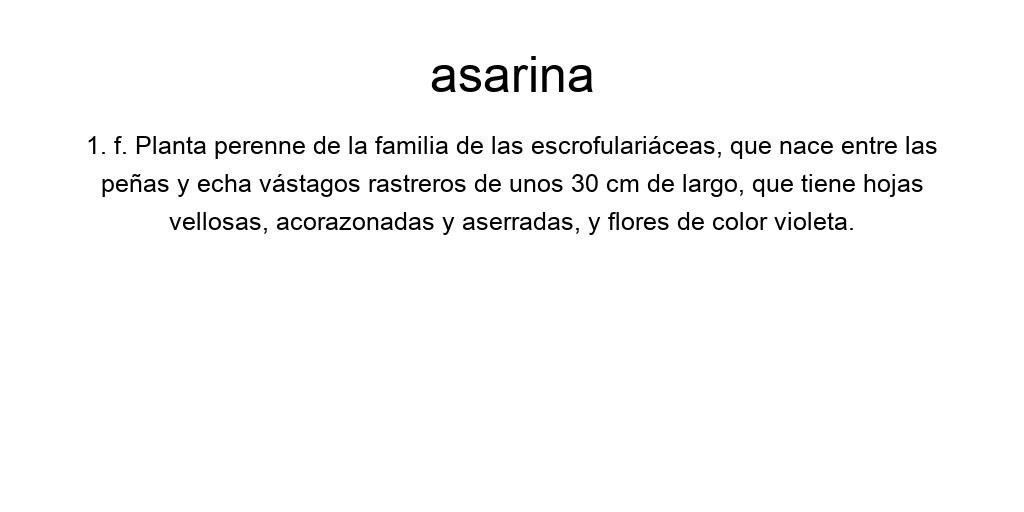 asarina
1. f. Planta perenne de la familia de las escrofulariáceas, que nace entre las
peñas y echa vástagos rastreros de unos 30 cm de largo, que tiene hojas
vellosas, acorazonadas y aserradas, y flores de color violeta.